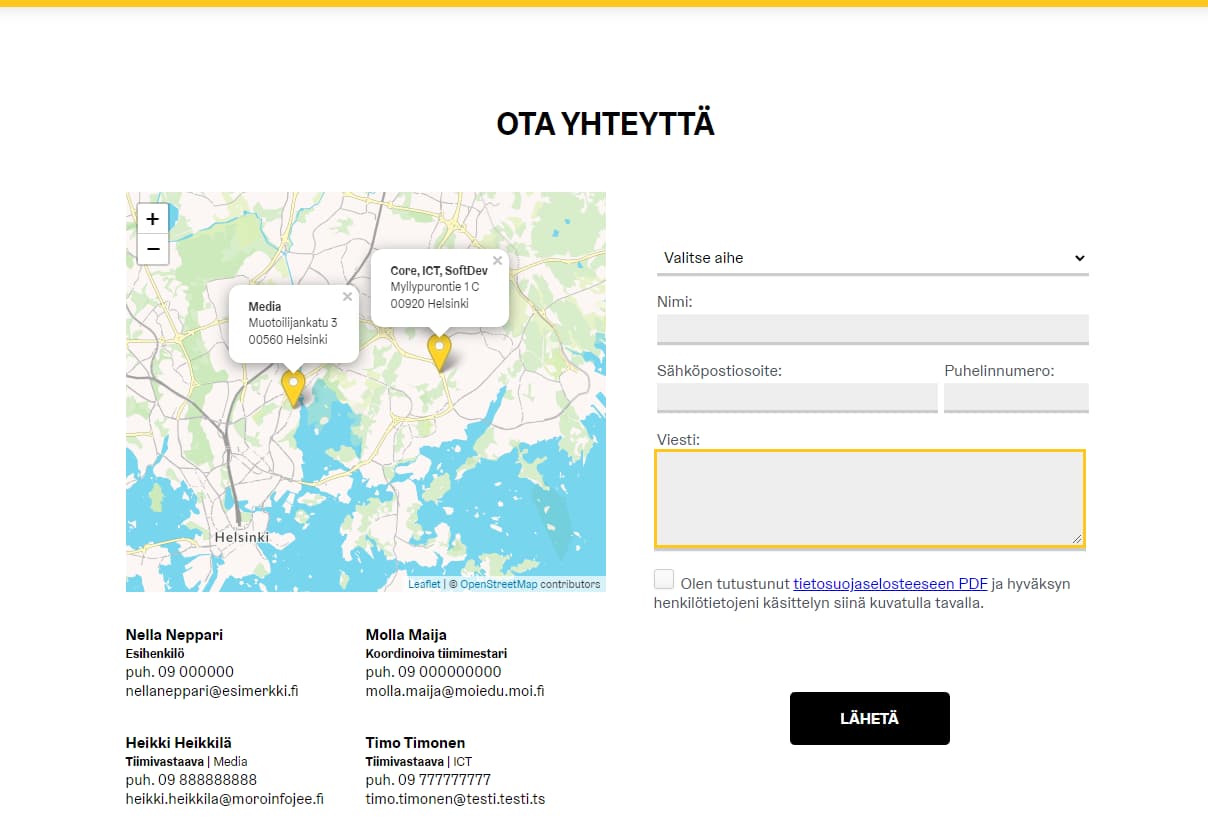 OTA YHTEYTTÄ
+
−
Core, ICT, SoftDev
Myllypurontie 1 C
00920 Helsinki
×
Media
Muotoilijankatu 3
00560 Helsinki
×
Helsinki
Leaflet | © OpenStreetMap contributors
Valitse aihe
Nimi:
Sähköpostiosoite:
Puhelinnumero:
Viesti:
Olen tutustunut tietosuojaselosteeseen PDF ja hyväksyn
henkilötietojeni käsittelyn siinä kuvatulla tavalla.
LÄHETÄ
Nella Neppari
Esihenkilö
puh. 09 000000
nellaneppari@esimerkki.fi
Molla Maija
Koordinoiva tiimimestari
puh. 09 000000000
molla.maija@moiedu.moi.fi
Heikki Heikkilä
Tiimivastaava | Media
puh. 09 888888888
heikki.heikkila@moroinfojee.fi
Timo Timonen
Tiimivastaava | ICT
puh. 09 777777777
timo.timonen@testi.testi.ts